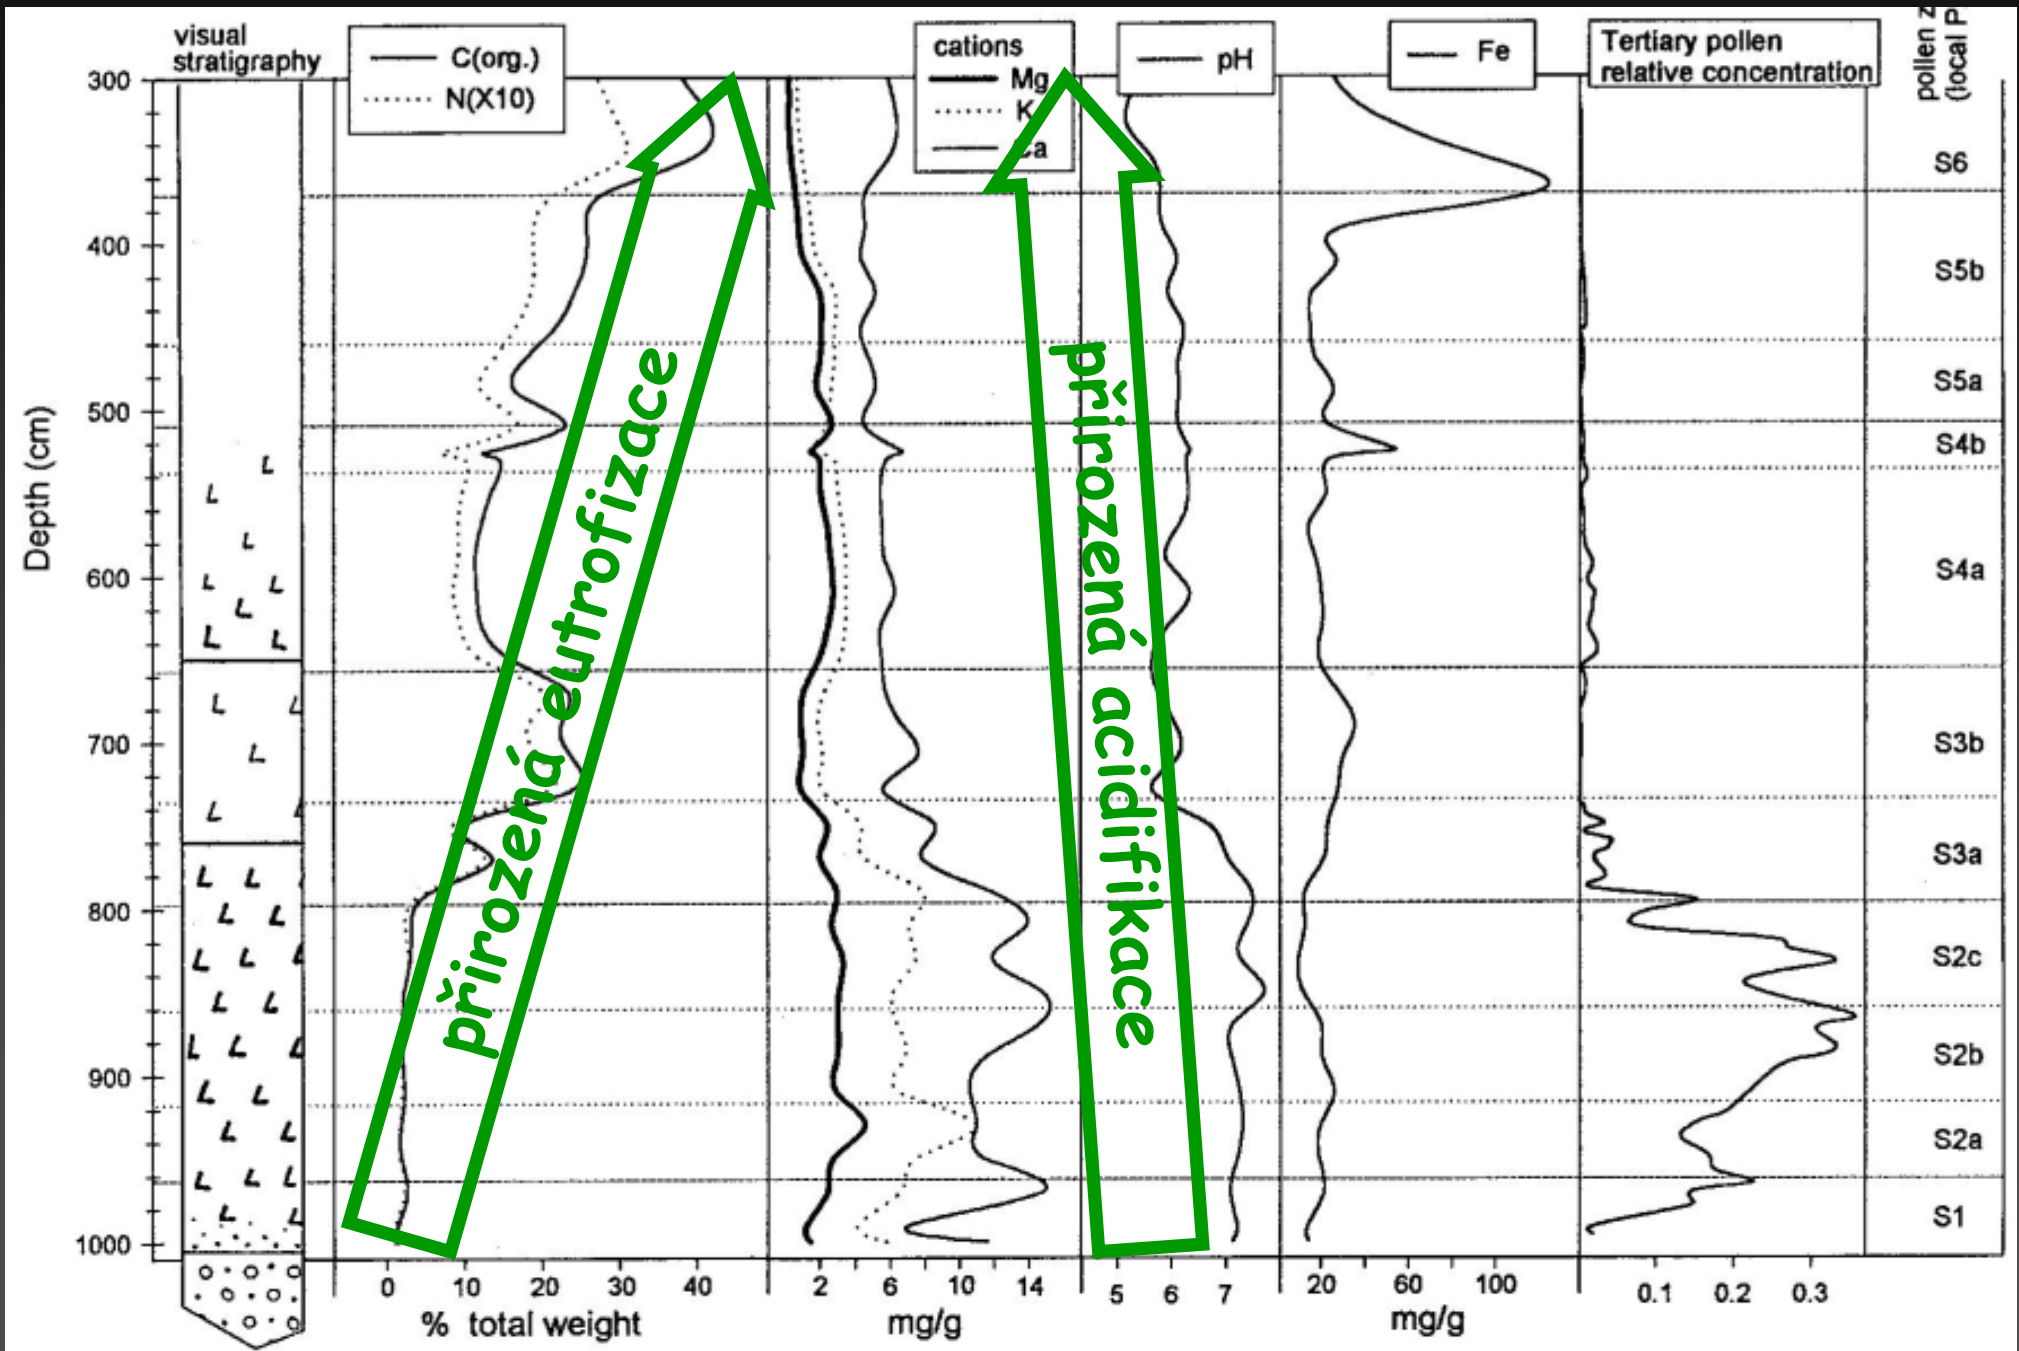 visual
stratigraphy
C(org.)
N(X10)
cations
Mg
K
Ca
pH
Fe
Tertiary pollen
relative concentration
pollen z
(local P
Depth (cm)
300
400
500
600
700
800
900
1000
přirozená eutrofizace
přirozená acidifikace
S6
S5b
S5a
S4b
S4a
S3b
S3a
S2c
S2b
S2a
S1
0 10 20 30 40
% total weight
2 6 10 14
mg/g
5 6 7
20 60 100
mg/g
0.1 0.2 0.3